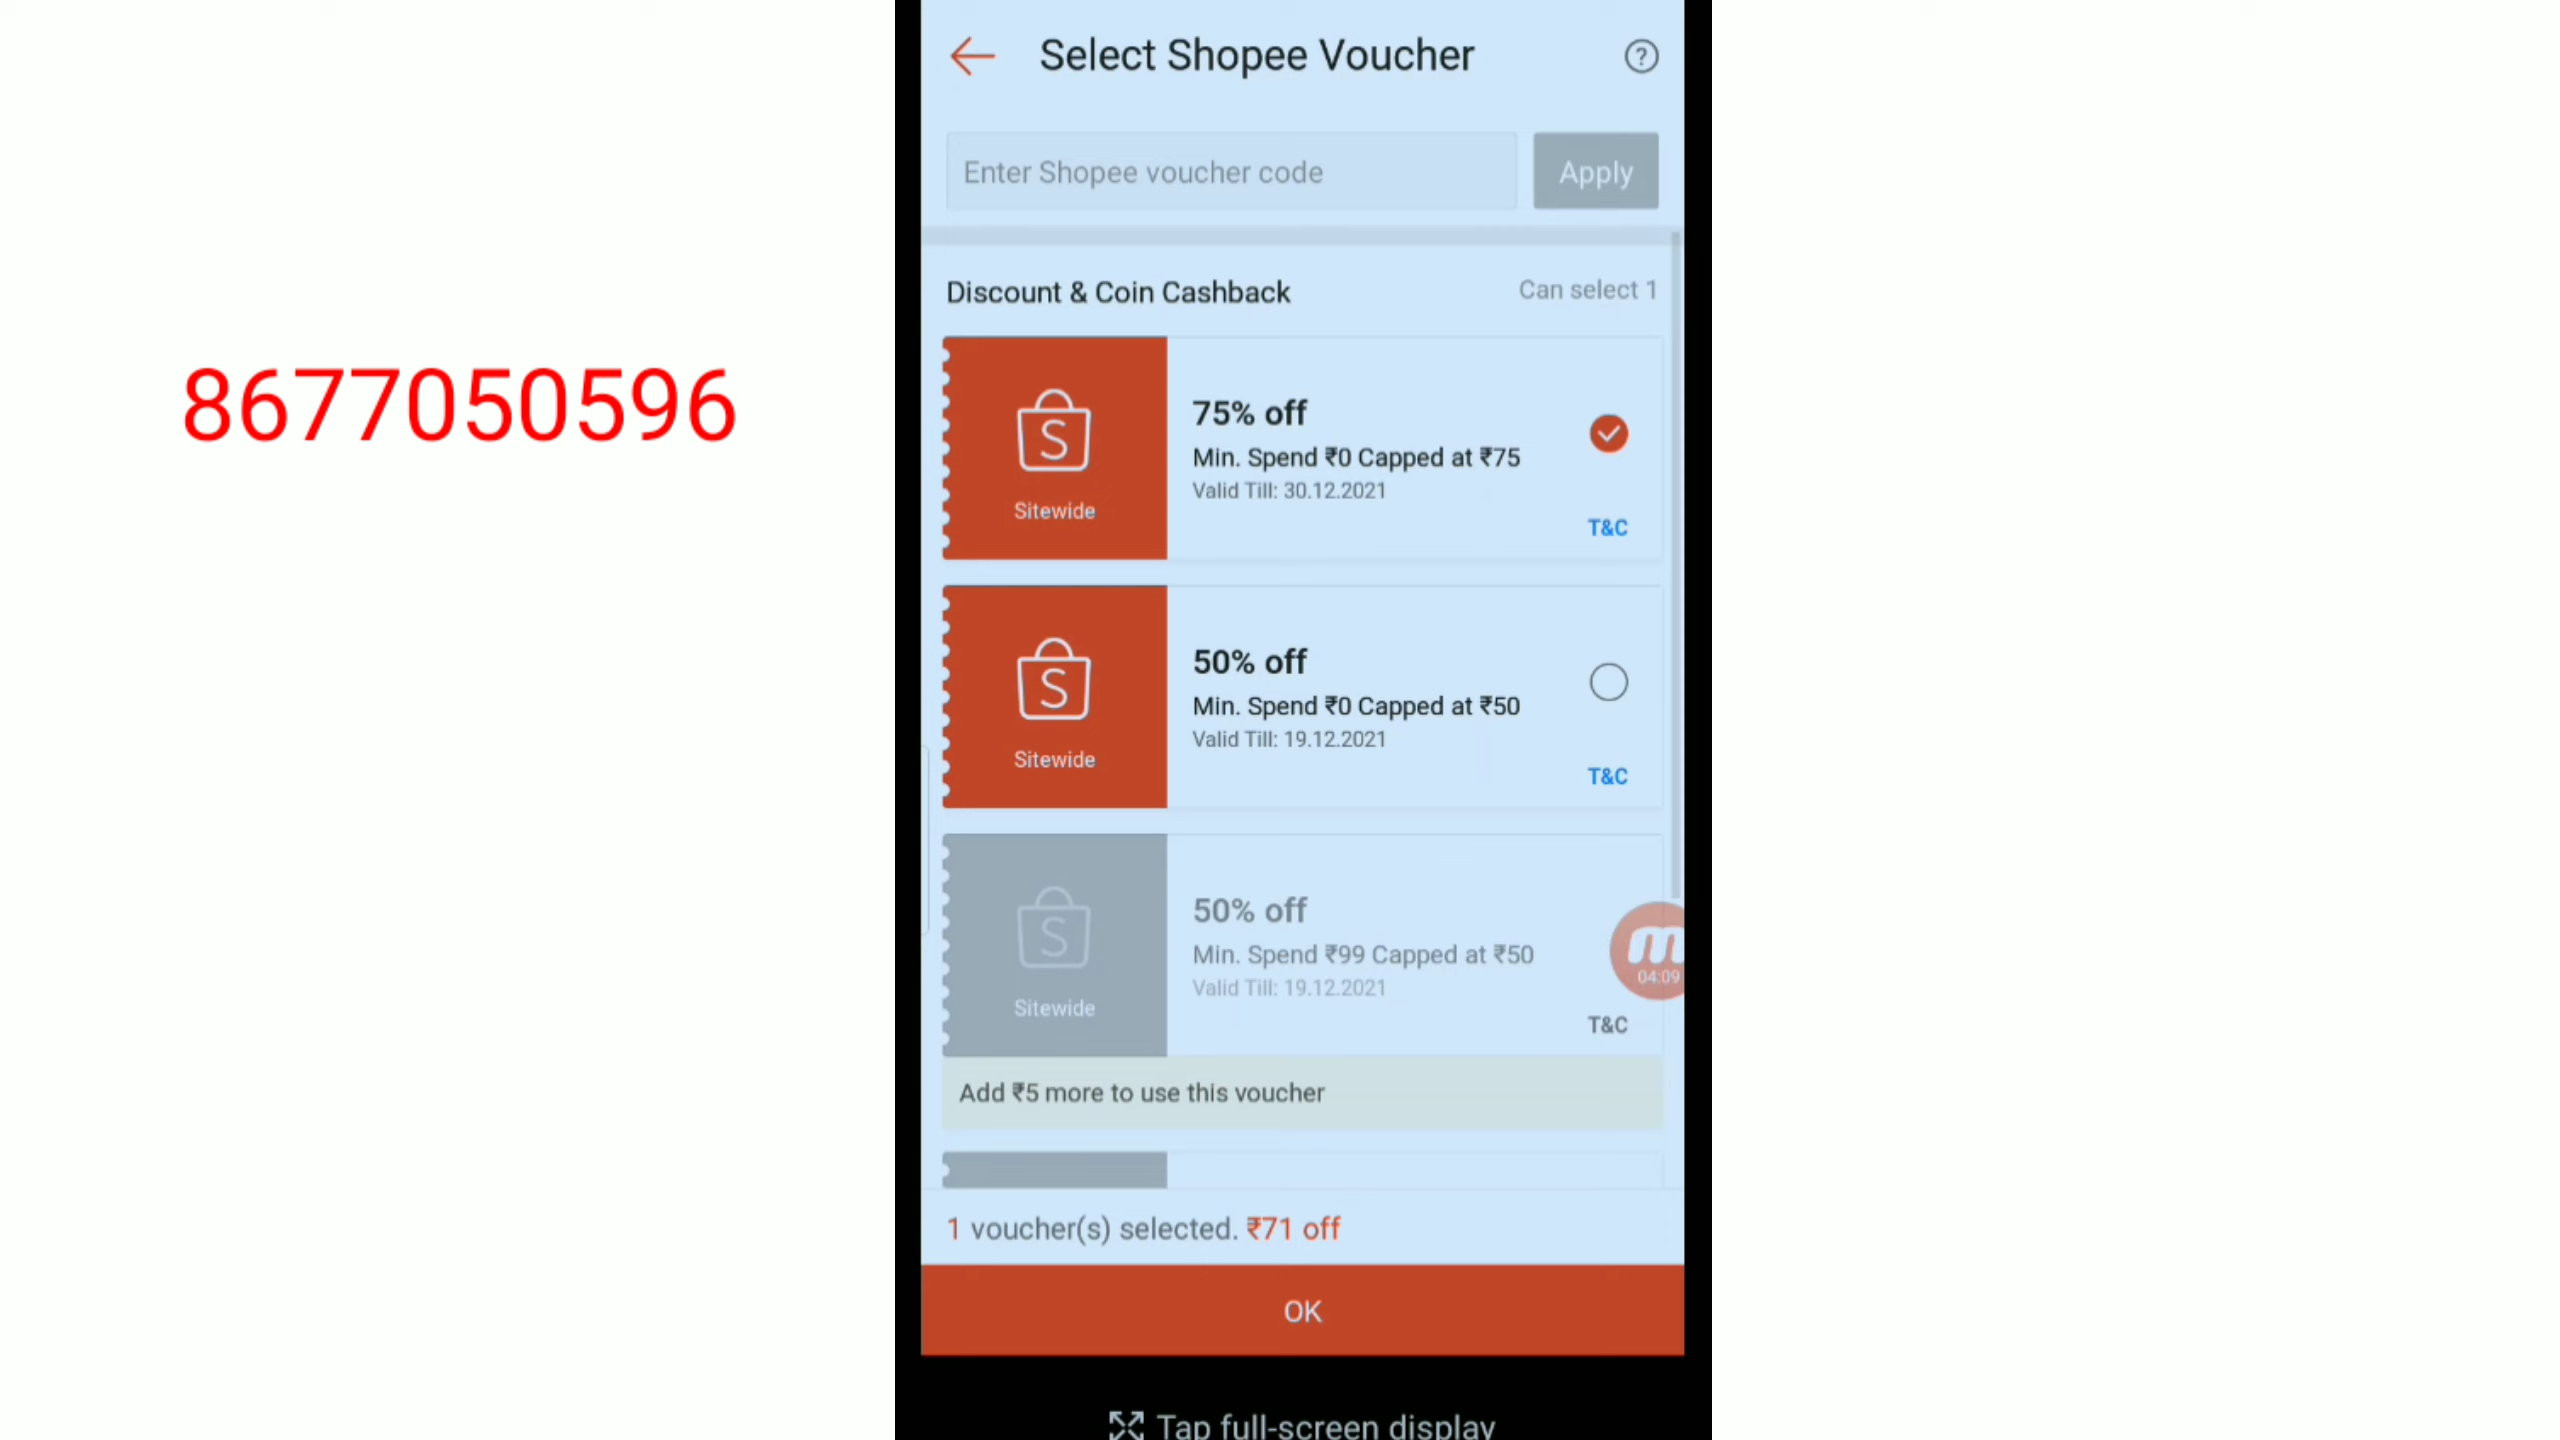 Select Shopee Voucher
?
Enter Shopee voucher code
Apply
Discount & Coin Cashback
Can select 1
8677050596
S
Sitewide
75% off
Min. Spend ₹0 Capped at ₹75
Valid Till: 30.12.2021
T&C
S
Sitewide
50% off
Min. Spend ₹0 Capped at ₹50
Valid Till: 19.12.2021
T&C
S
Sitewide
50% off
Min. Spend ₹99 Capped at ₹50
Valid Till: 19.12.2021
m
04:09
T&C
Add ₹5 more to use this voucher
1 voucher(s) selected. ₹71 off
OK
Tap full-screen display